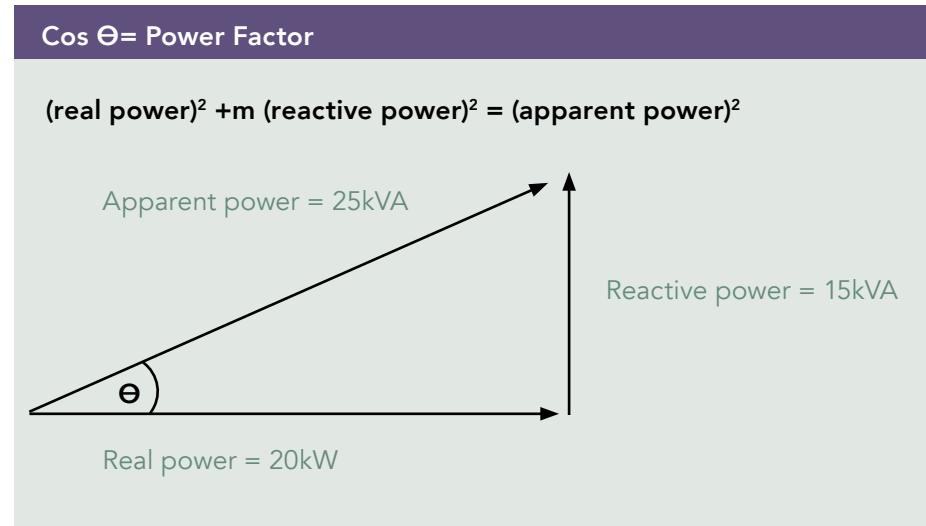 Cos Ɵ= Power Factor
(real power)² +m (reactive power)² = (apparent power)²
Apparent power = 25kVA
Reactive power = 15kVA
Ɵ
Real power = 20kW